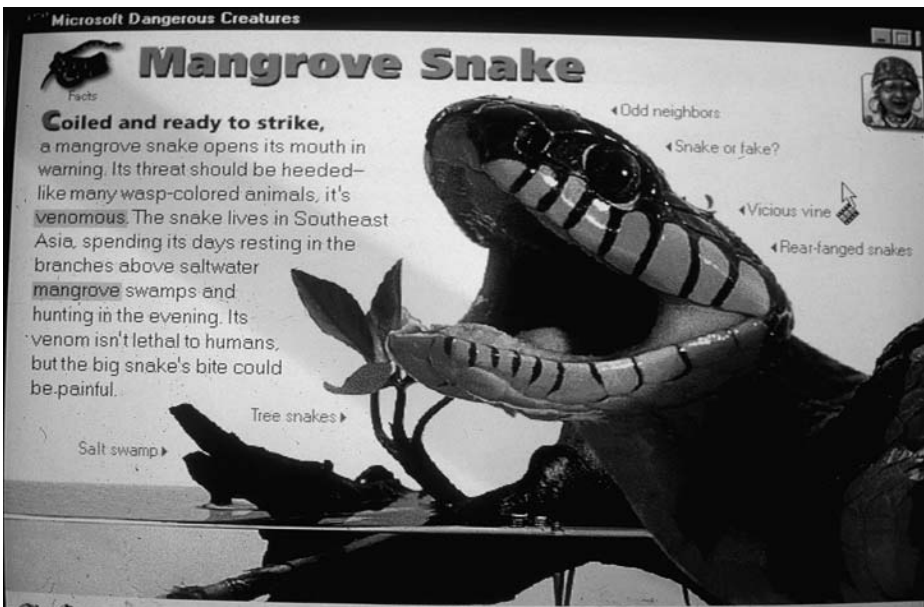 Microsoft Dangerous Creatures
Mangrove Snake
Facts
Coiled and ready to strike,
a mangrove snake opens its mouth in
warning. Its threat should be heeded–
like many wasp-colored animals, it's
venomous. The snake lives in Southeast
Asia, spending its days resting in the
branches above saltwater
mangrove swamps and
hunting in the evening. Its
venom isn't lethal to humans,
but the big snake's bite could
be painful.
Odd neighbors
Snake or fake?
Vicious vine
Rear-fanged snakes
Tree snakes
Salt swamp